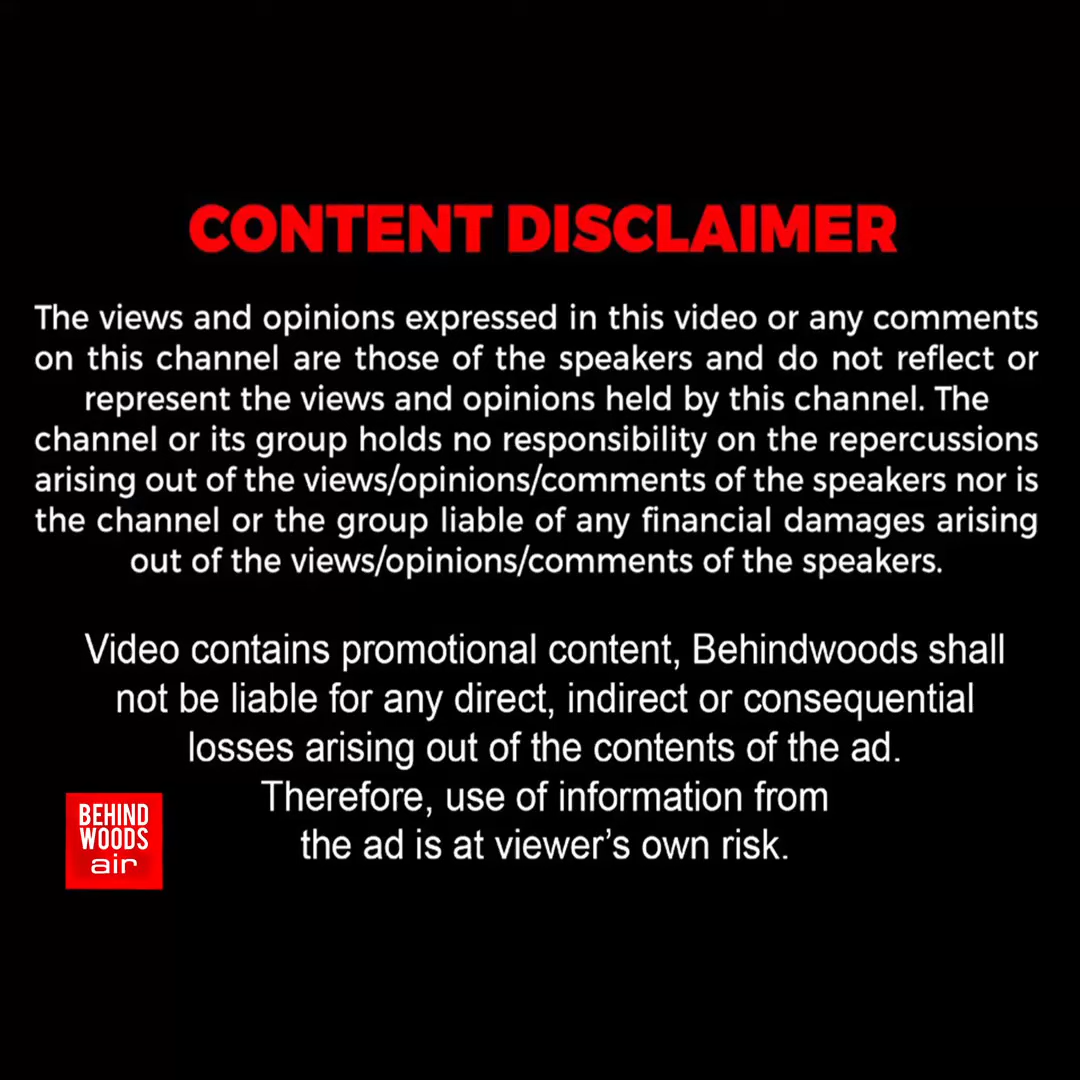 CONTENT DISCLAIMER
The views and opinions expressed in this video or any comments
on this channel are those of the speakers and do not reflect or
represent the views and opinions held by this channel. The
channel or its group holds no responsibility on the repercussions
arising out of the views/opinions/comments of the speakers nor is
the channel or the group liable of any financial damages arising
out of the views/opinions/comments of the speakers.
Video contains promotional content, Behindwoods shall
not be liable for any direct, indirect or consequential
losses arising out of the contents of the ad.
Therefore, use of information from
the ad is at viewer’s own risk.
BEHIND
WOODS
air